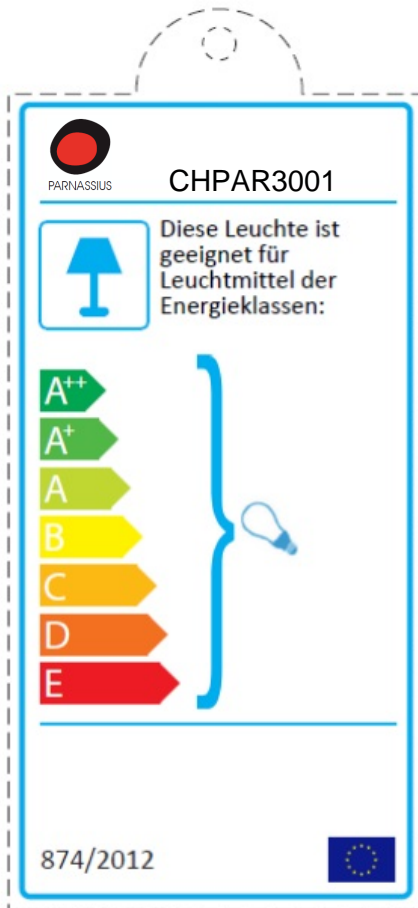 PARNASSIUS
CHPAR3001
Diese Leuchte ist
geeignet für
Leuchtmittel der
Energieklassen:
A++
A+
A
B
C
D
E
874/2012